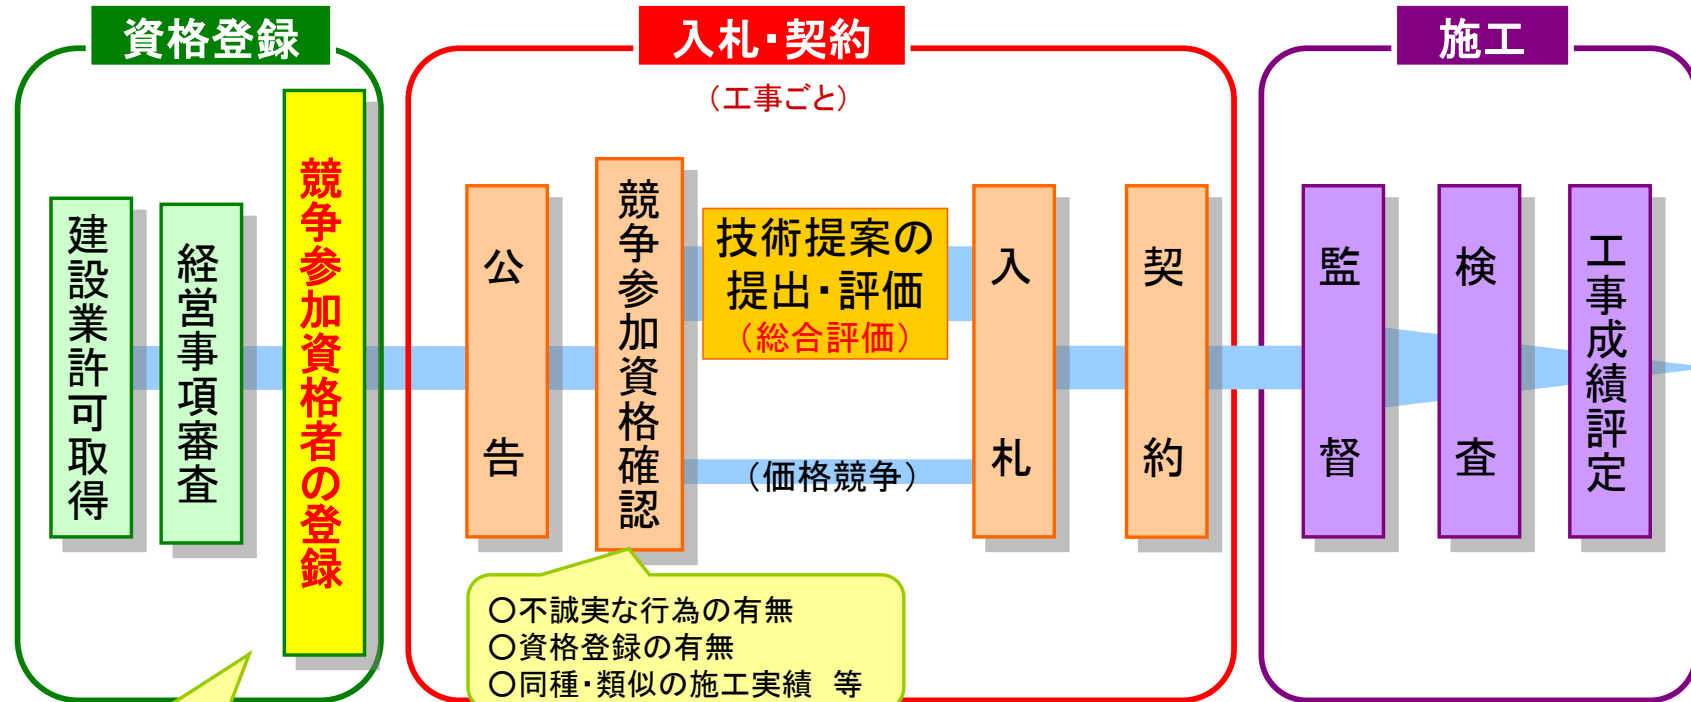 資格登録
建設業許可取得
経営事項審査
競争参加資格者の登録
入札・契約
(工事ごと)
公告
競争参加資格確認
技術提案の
提出・評価
(総合評価)
(価格競争)
入札
契約
○不誠実な行為の有無
○資格登録の有無
○同種・類似の施工実績　等
施工
監督
検査
工事成績評定